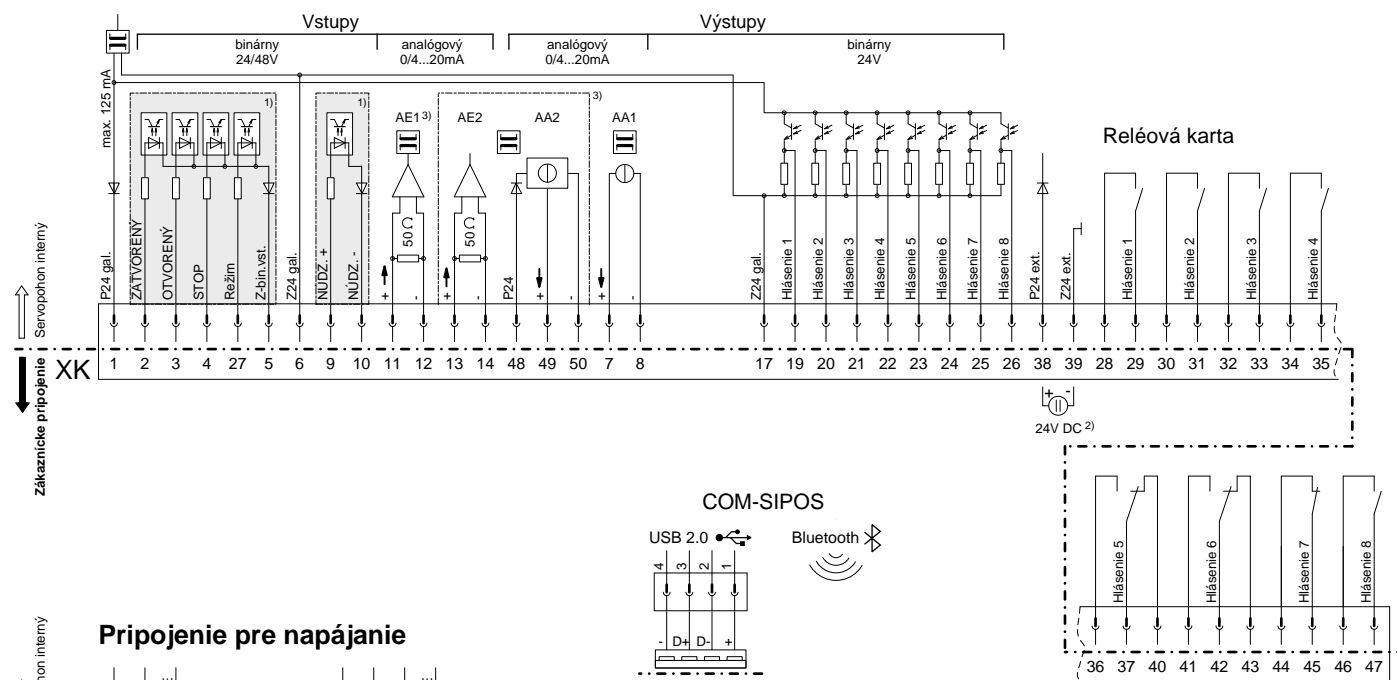 Vstupy
Výstupy
binárny
24/48V
analógový
0/4...20mA
analógový
0/4...20mA
binárny
24V
max. 125 mA
1)
1)
AE1 3)
AE2
AA2
3)
AA1
Reléová karta
50 Ω
50 Ω
P24 gal.
ZATVORENÝ
OTVORENÝ
STOP
Režim
Z-bin.vst.
Z24 gal.
NÚDZ. +
NÚDZ. -
+
-
+
-
P24
+
-
+
-
Z24 gal.
Hlásenie 1
Hlásenie 2
Hlásenie 3
Hlásenie 4
Hlásenie 5
Hlásenie 6
Hlásenie 7
Hlásenie 8
P24 ext.
Z24 ext.
Hlásenie 1
Hlásenie 2
Hlásenie 3
Hlásenie 4
Servopohon interný
Zákaznícke pripojenie
XK
1 2 3 4 27 5 6 9 10 11 12 13 14 48 49 50 7 8 17 19 20 21 22 23 24 25 26 38 39 28 29 30 31 32 33 34 35
+ -
24V DC 2)
COM-SIPOS
USB 2.0
Bluetooth
4 3 2 1
- D+ D- +
Hlásenie 5
Hlásenie 6
Hlásenie 7
Hlásenie 8
36 37 40 41 42 43 44 45 46 47
Pripojenie pre napájanie
interný